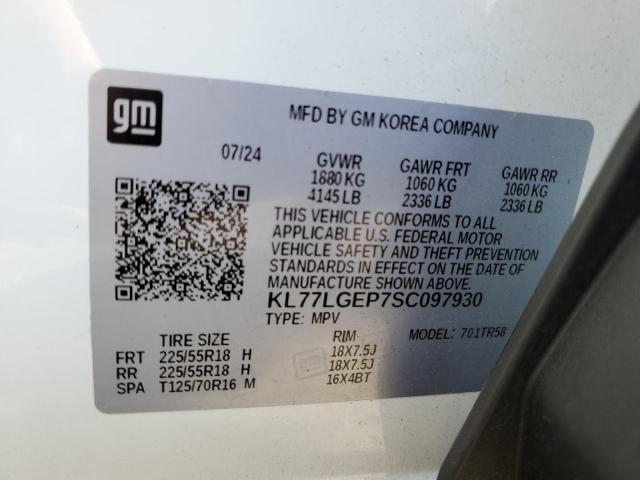 gm
MFD BY GM KOREA COMPANY
07/24
GVWR GAWR FRT GAWR RR
1880 KG 1060 KG 1060 KG
4145 LB 2336 LB 2336 LB
THIS VEHICLE CONFORMS TO ALL
APPLICABLE U.S. FEDERAL MOTOR
VEHICLE SAFETY AND THEFT PREVENTION
STANDARDS IN EFFECT ON THE DATE OF
MANUFACTURE SHOWN ABOVE.
KL77LGEP7SC097930
TYPE: MPV MODEL: 701TR58
TIRE SIZE RIM
FRT 225/55R18 H 18X7.5J
RR 225/55R18 H 18X7.5J
SPA T125/70R16 M 16X4BT